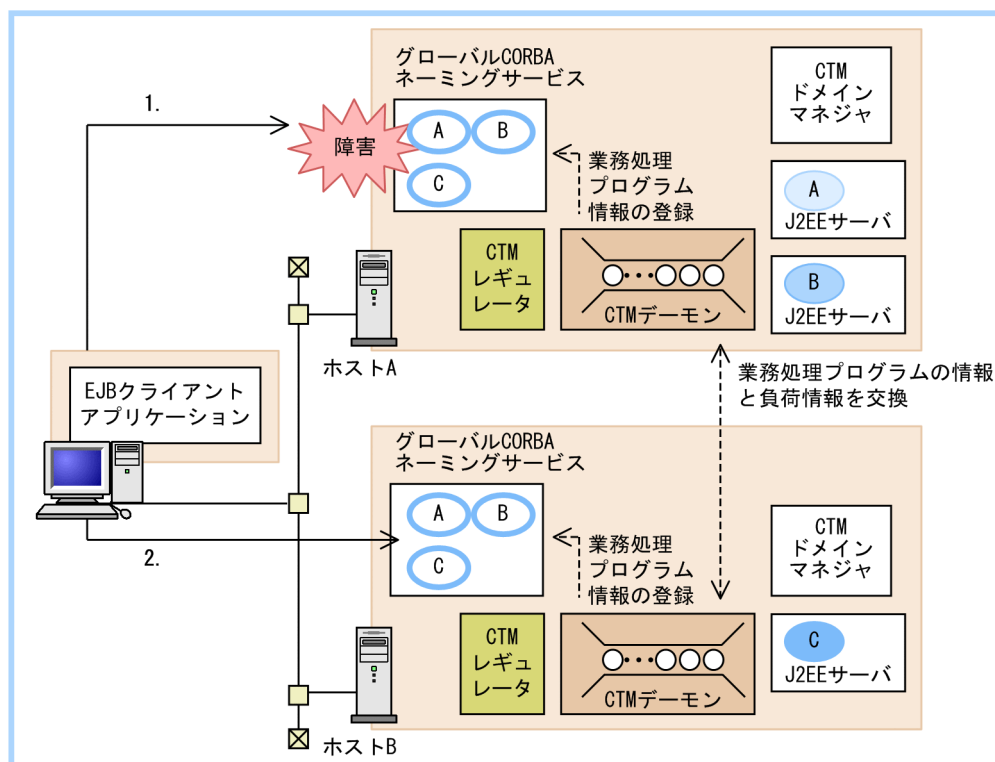 グローバルCORBA
ネーミングサービス
CTM
ドメイン
マネジャ
1.
障害
A
B
C
業務処理
プログラム
情報の登録
A
J2EEサーバ
CTM
レギュ
レータ
CTMデーモン
B
J2EEサーバ
ホストA
EJBクライアント
アプリケーション
業務処理プログラムの情報
と負荷情報を交換
グローバルCORBA
ネーミングサービス
A
B
C
2.
業務処理
プログラム
情報の登録
CTM
ドメイン
マネジャ
CTM
レギュ
レータ
CTMデーモン
C
J2EEサーバ
ホストB